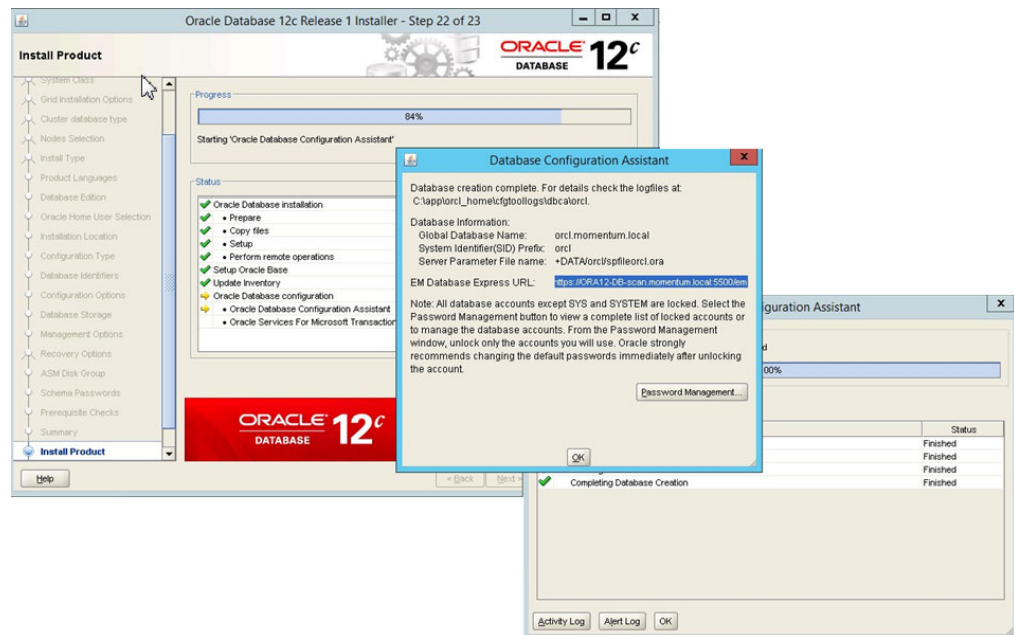 Oracle Database 12c Release 1 Installer - Step 22 of 23
Install Product
ORACLE
DATABASE
12c
System Class
Grid Installation Options
Cluster database type
Nodes Selection
Install Type
Product Languages
Database Edition
Oracle Home User Selection
Installation Location
Configuration Type
Database Identifiers
Configuration Options
Database Storage
Management Options
Recovery Options
ASM Disk Group
Schema Passwords
Prerequisite Checks
Summary
Install Product
Progress
84%
Starting 'Oracle Database Configuration Assistant'
Status
Oracle Database installation
• Prepare
• Copy files
• Setup
• Perform remote operations
Setup Oracle Base
Update Inventory
Oracle Database configuration
• Oracle Database Configuration Assistant
• Oracle Services For Microsoft Transaction
ORACLE
DATABASE
12c
Help
< Back
Next >
Database Configuration Assistant
X
Database creation complete. For details check the logfiles at:
C:\app\orcl_home\cfgtoollogs\dbca\orcl.
Database Information:
Global Database Name: orcl.momentum.local
System Identifier(SID) Prefix: orcl
Server Parameter File name: +DATA/orcl/spfileorcl.ora
EM Database Express URL: https://ORA12-DB-scan.momentum.local:5500/em
Note: All database accounts except SYS and SYSTEM are locked. Select the
Password Management button to view a complete list of locked accounts or
to manage the database accounts. From the Password Management
window, unlock only the accounts you will use. Oracle strongly
recommends changing the default passwords immediately after unlocking
the account.
Password Management...
OK
guration Assistant
X
d
00%
Status
Finished
Finished
Finished
Completing Database Creation Finished
Activity Log
Alert Log
OK